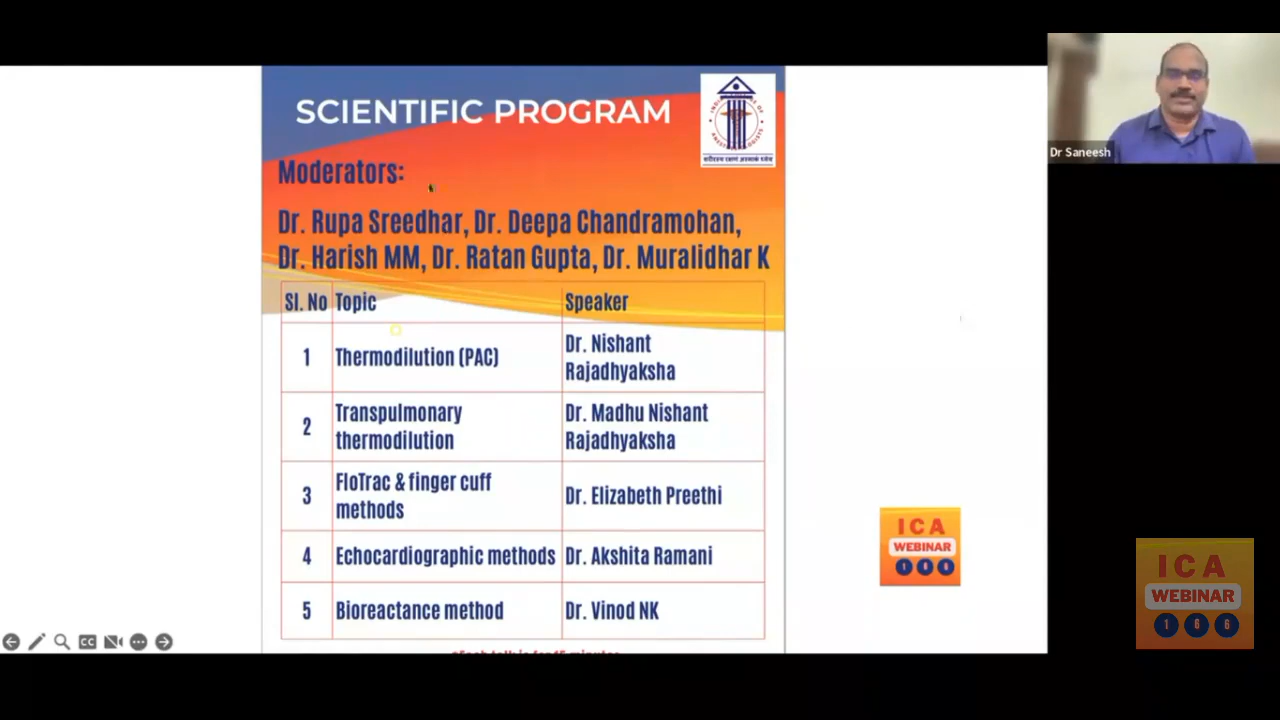 SCIENTIFIC PROGRAM
Moderators:
Dr. Rupa Sreedhar, Dr. Deepa Chandramohan,
Dr. Harish MM, Dr. Ratan Gupta, Dr. Muralidhar K
Sl. No Topic Speaker
1 Thermodilution (PAC) Dr. Nishant
Rajadhyaksha
2 Transpulmonary
thermodilution Dr. Madhu Nishant
Rajadhyaksha
3 FloTrac & finger cuff
methods Dr. Elizabeth Preethi
4 Echocardiographic methods Dr. Akshita Ramani
5 Bioreactance method Dr. Vinod NK
Dr Saneesh
ICA
WEBINAR
166
ICA
WEBINAR
166
CC